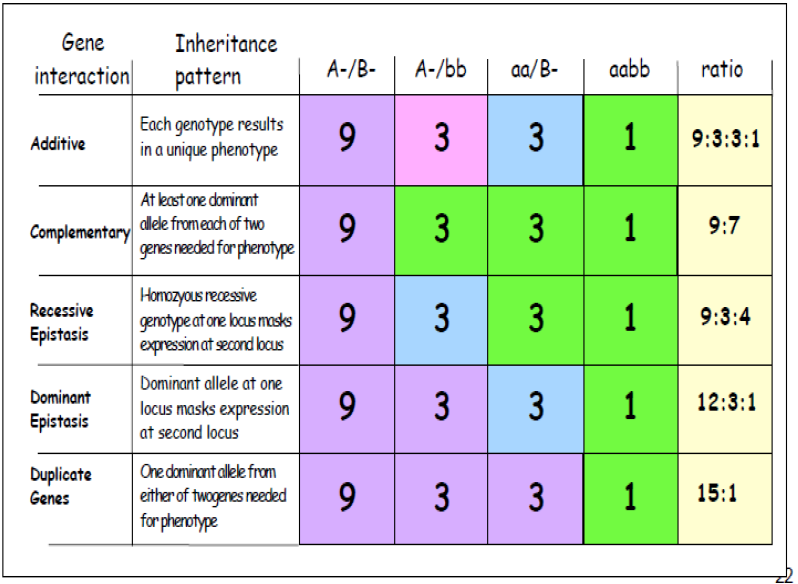 Gene interaction
Inheritance pattern
A-/B-
A-/bb
aa/B-
aabb
ratio
Additive
Each genotype results
in a unique phenotype
9
3
3
1
9:3:3:1
Complementary
At least one dominant
allele from each of two
genes needed for phenotype
9
3
3
1
9:7
Recessive
Epistasis
Homozyous recessive
genotype at one locus masks
expression at second locus
9
3
3
1
9:3:4
Dominant
Epistasis
Dominant allele at one
locus masks expression
at second locus
9
3
3
1
12:3:1
Duplicate
Genes
One dominant allele from
either of twogenes needed
for phenotype
9
3
3
1
15:1
22